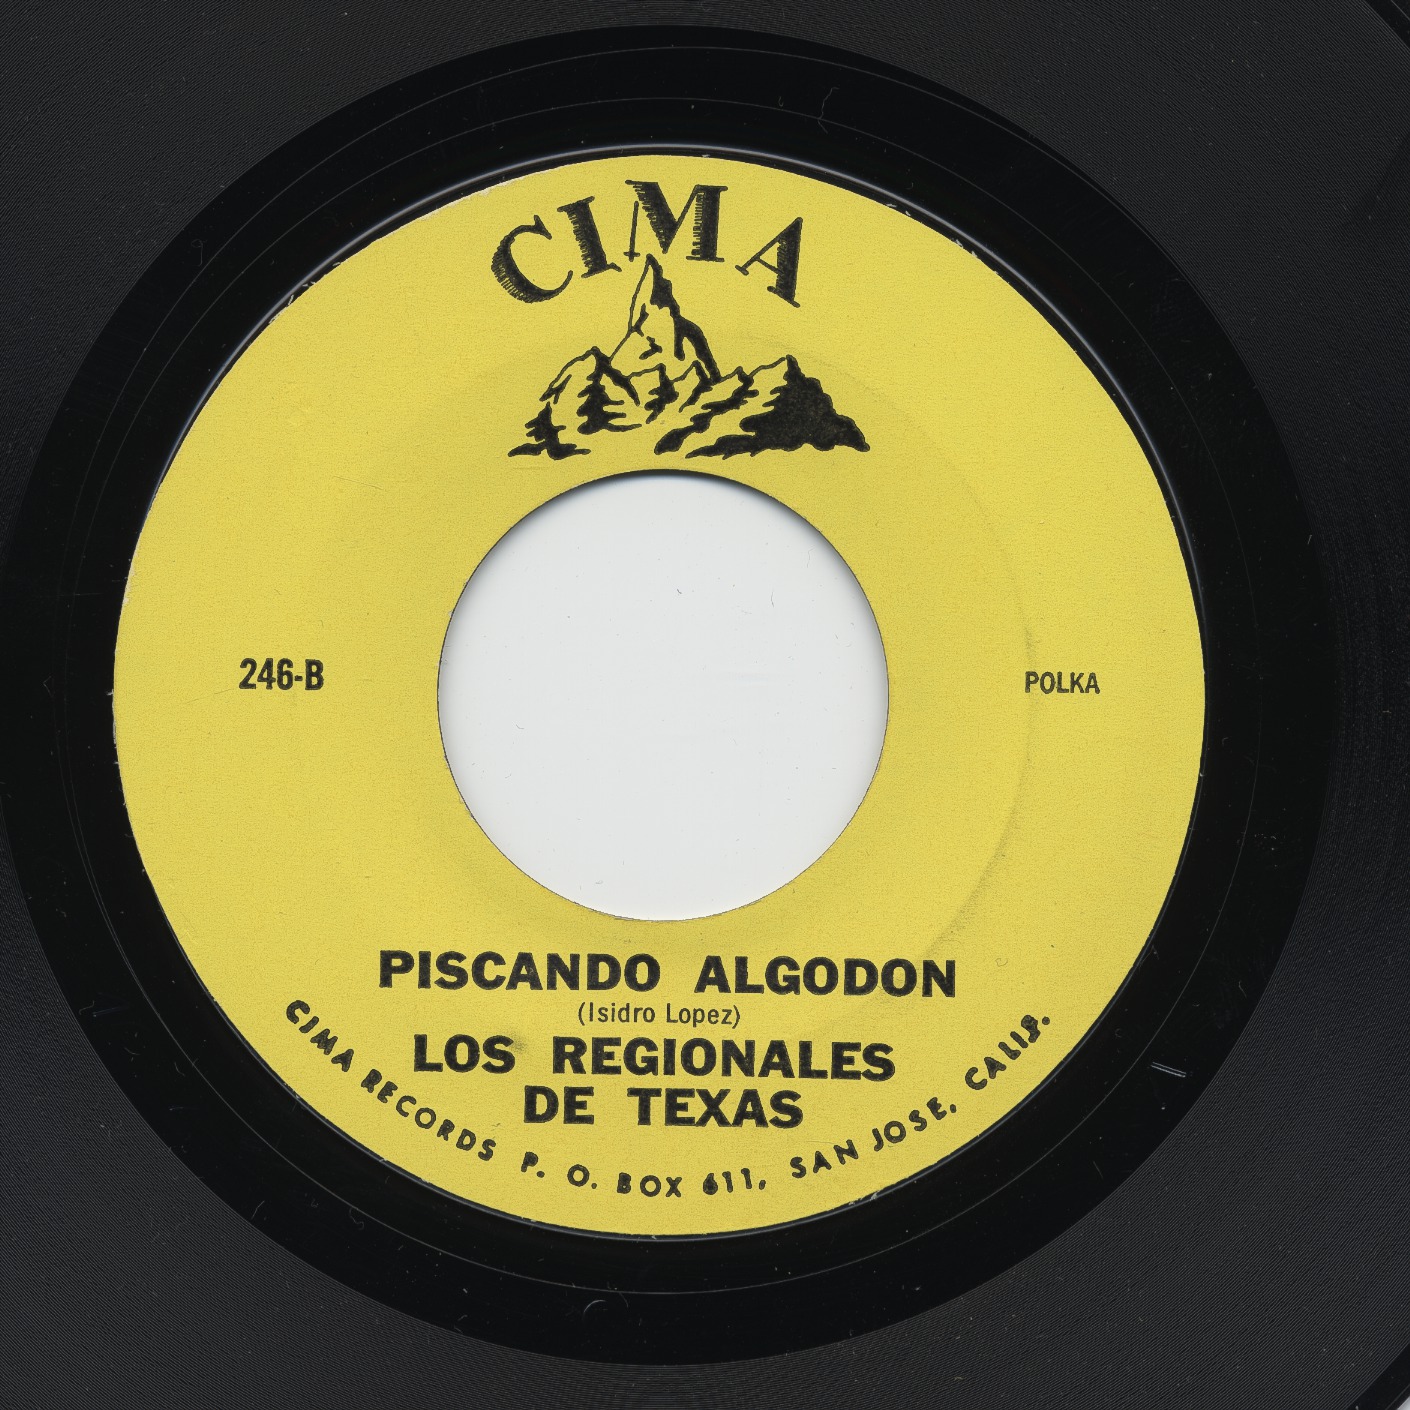 CIMA
246-B
POLKA
PISCANDO ALGODON
(Isidro Lopez)
LOS REGIONALES
DE TEXAS
CIMA RECORDS P. O. BOX 611, SAN JOSE, CALIF.